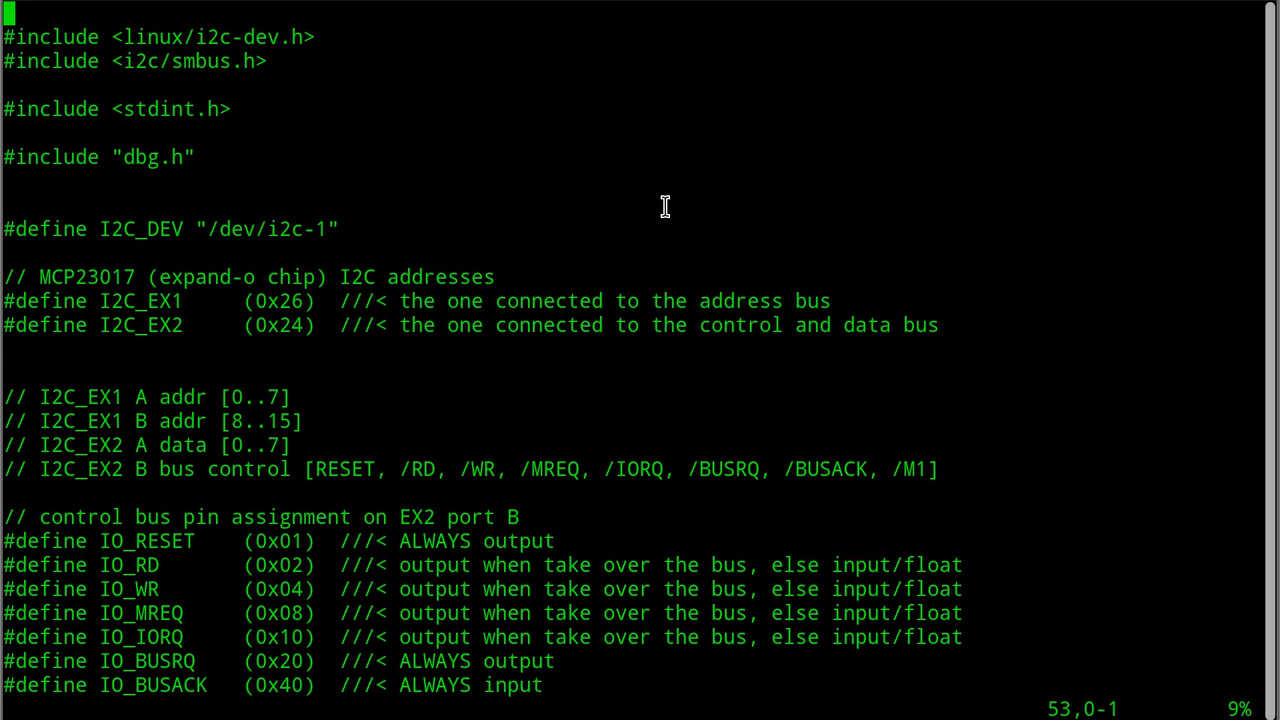 #include <linux/i2c-dev.h>
#include <i2c/smbus.h>
#include <stdint.h>
#include "dbg.h"
#define I2C_DEV "/dev/i2c-1"
// MCP23017 (expand-o chip) I2C addresses
#define I2C_EX1     (0x26)  ///< the one connected to the address bus
#define I2C_EX2     (0x24)  ///< the one connected to the control and data bus
// I2C_EX1 A addr [0..7]
// I2C_EX1 B addr [8..15]
// I2C_EX2 A data [0..7]
// I2C_EX2 B bus control [RESET, /RD, /WR, /MREQ, /IORQ, /BUSRQ, /BUSACK, /M1]
// control bus pin assignment on EX2 port B
#define IO_RESET    (0x01)  ///< ALWAYS output
#define IO_RD       (0x02)  ///< output when take over the bus, else input/float
#define IO_WR       (0x04)  ///< output when take over the bus, else input/float
#define IO_MREQ     (0x08)  ///< output when take over the bus, else input/float
#define IO_IORQ     (0x10)  ///< output when take over the bus, else input/float
#define IO_BUSRQ    (0x20)  ///< ALWAYS output
#define IO_BUSACK   (0x40)  ///< ALWAYS input
53,0-1         9%